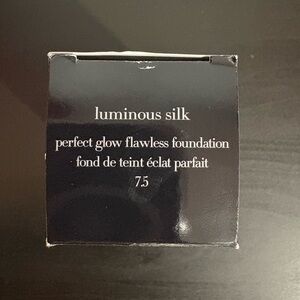 luminous silk
perfect glow flawless foundation
fond de teint éclat parfait
7.5